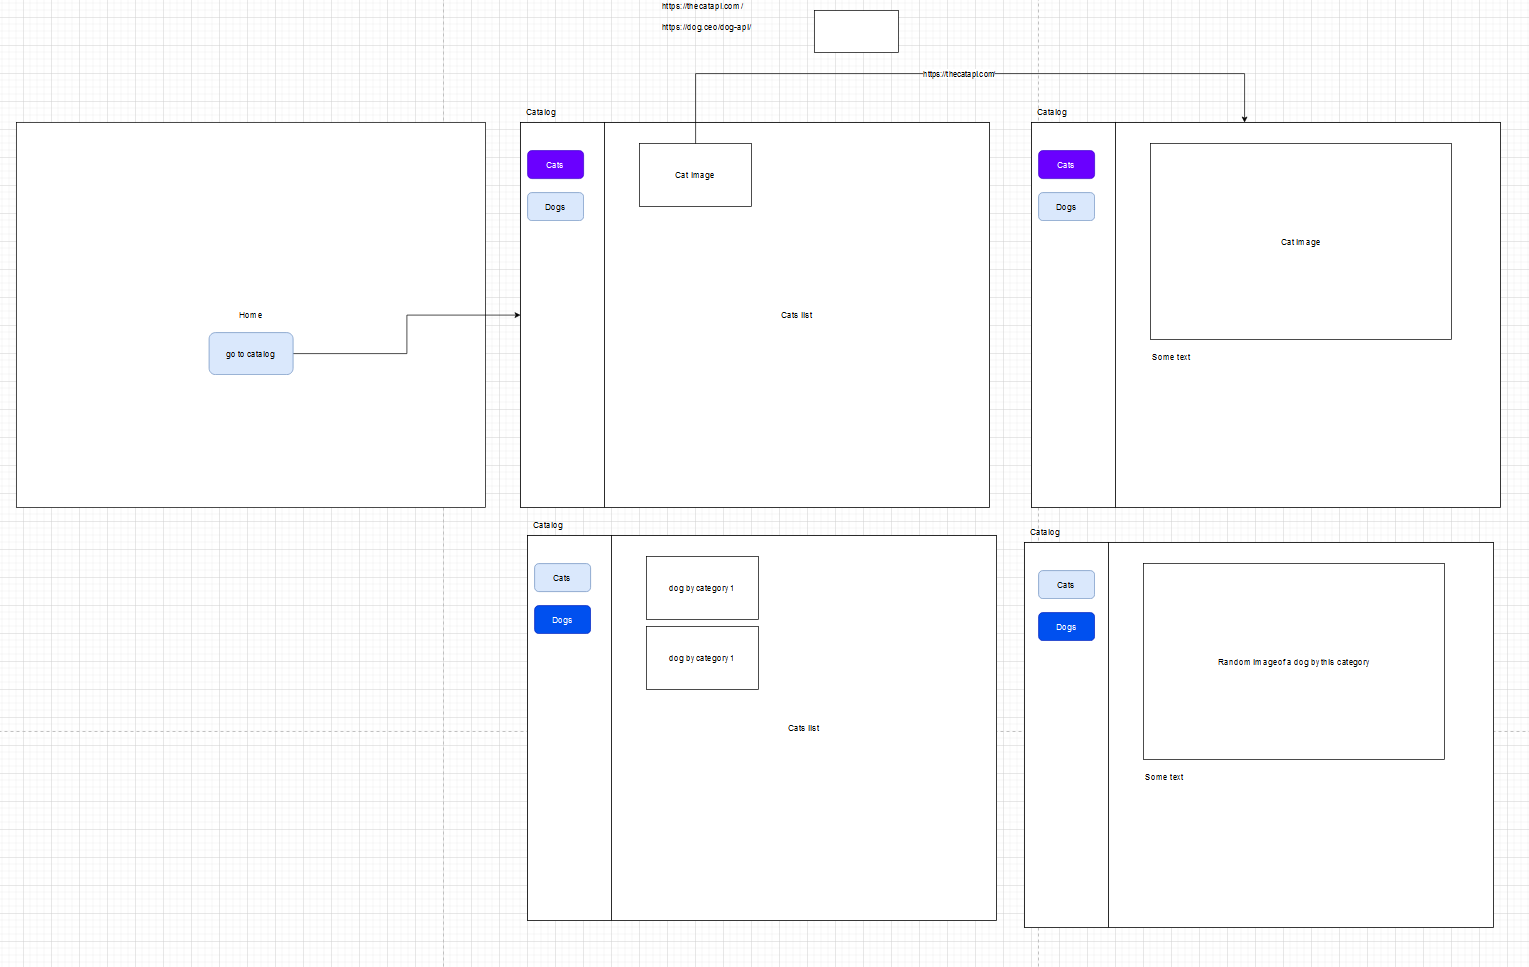 https://thecatapi.com/
https://dog.ceo/dog-api/
https://thecatapi.com/
Catalog
Catalog
Cats
Cat image
Dogs
Cats
Dogs
Cat image
Home
go to catalog
Cats list
Some text
Catalog
Catalog
Cats
Dogs
dog by category 1
dog by category 1
Cats list
Cats
Dogs
Random image of a dog by this category
Some text